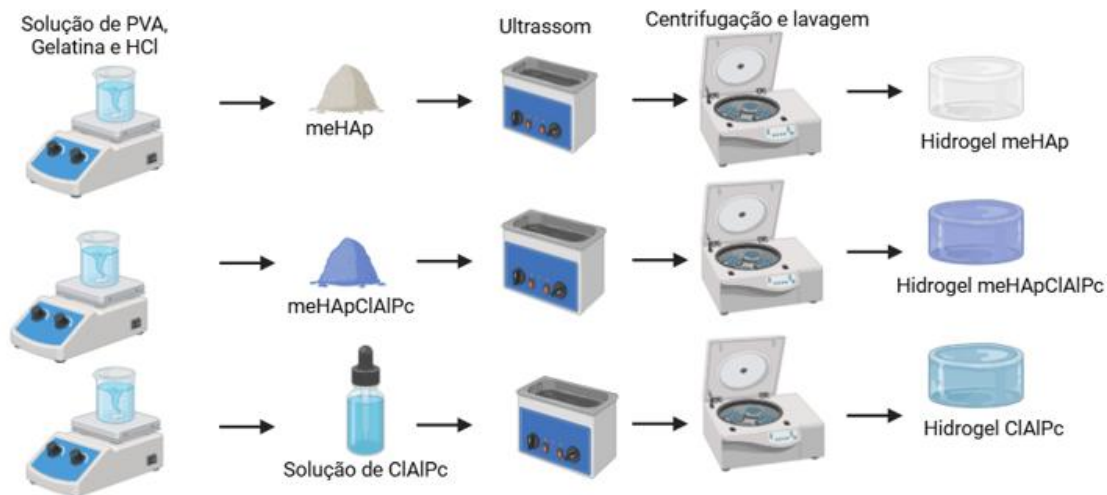 Solução de PVA,
Gelatina e HCl
Ultrassom
Centrifugação e lavagem
meHAp
Hidrogel meHAp
meHApClAlPc
Hidrogel meHApClAlPc
Solução de ClAlPc
Hidrogel ClAlPc